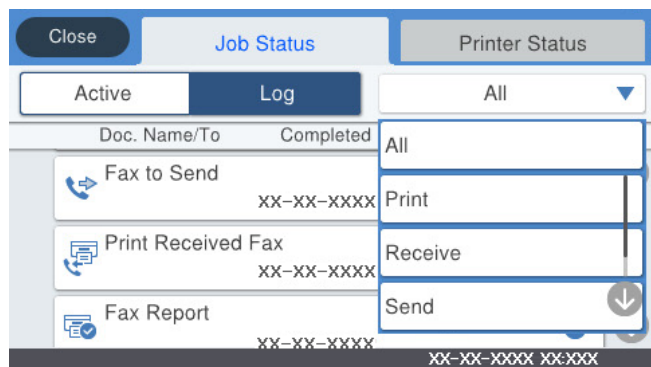 Close Job Status Printer Status
Active Log All
Doc. Name/To Completed
All
Fax to Send
XX-XX-XXXX
Print
Print Received Fax
XX-XX-XXXX
Receive
Fax Report
XX-XX-XXXX
Send
XX-XX-XXXX XX:XXX